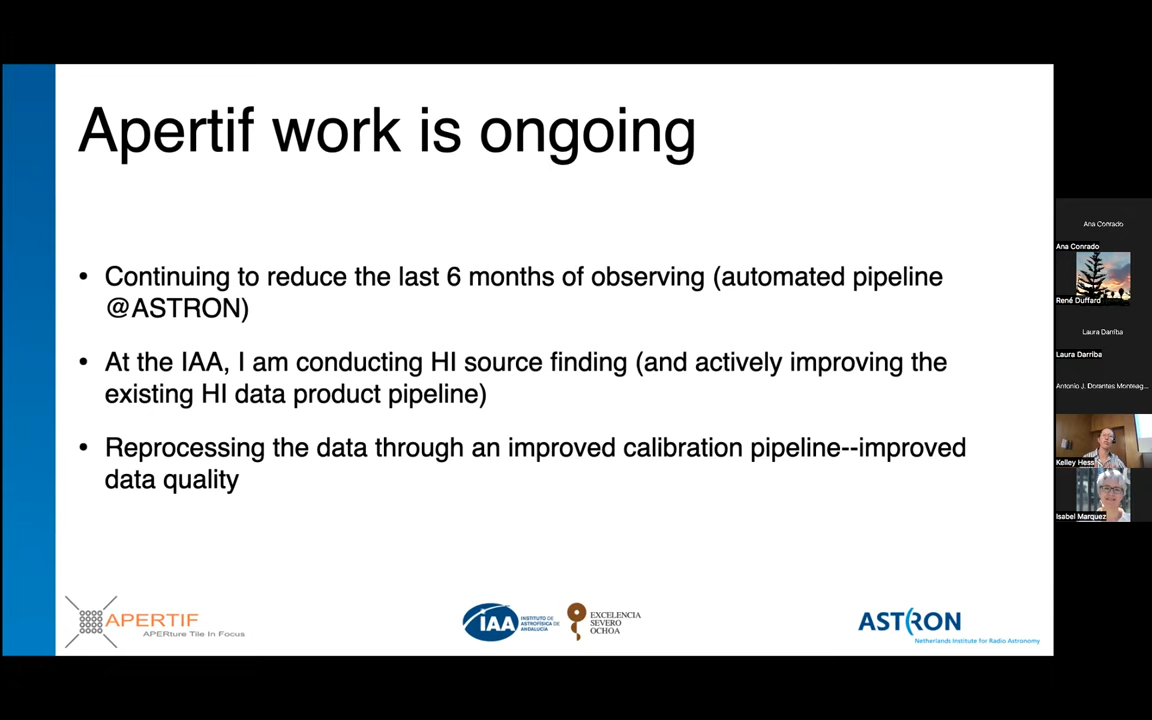 Apertif work is ongoing
• Continuing to reduce the last 6 months of observing (automated pipeline
@ASTRON)
• At the IAA, I am conducting HI source finding (and actively improving the
existing HI data product pipeline)
• Reprocessing the data through an improved calibration pipeline--improved
data quality
APERTIF
APERture Tile In Focus
IAA
INSTITUTO DE
ASTROFÍSICA DE
ANDALUCÍA
EXCELENCIA
SEVERO
OCHOA
ASTRON
Netherlands Institute for Radio Astronomy
Ana Conrado
Ana Conrado
René Duffard
Laura Darriba
Laura Darriba
Antonio J. Dorantes Monteag...
Kelley Hess
Isabel Marquez